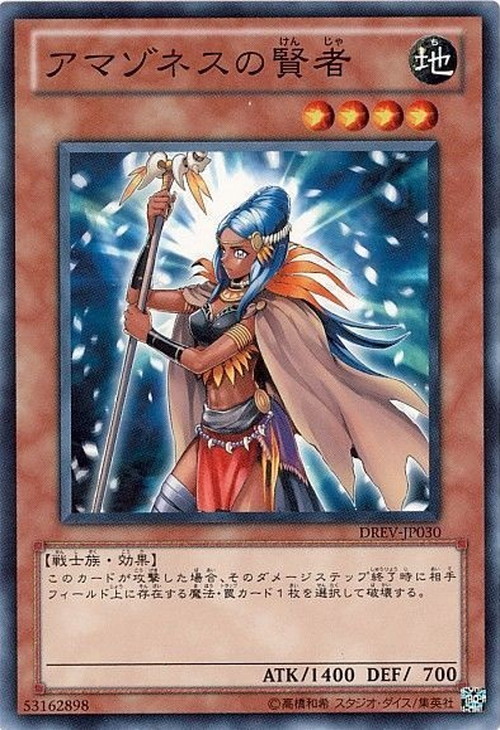 アマゾネスの賢者
地
DREV-JP030
【戦士族・効果】
このカードが攻撃した場合、そのダメージステップ終了時に相手
フィールド上に存在する魔法・罠カード１枚を選択して破壊する。
ATK/1400 DEF/ 700
53162898
©高橋和希 スタジオ・ダイス/集英社